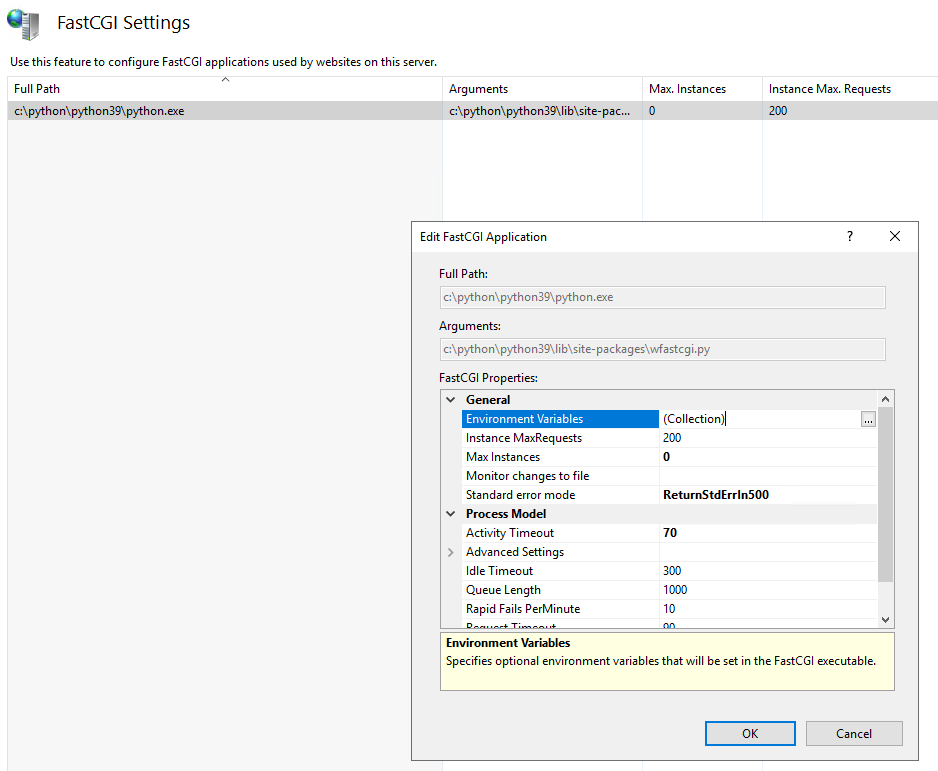 FastCGI Settings
Use this feature to configure FastCGI applications used by websites on this server.
Full Path Arguments Max. Instances Instance Max. Requests
c:\python\python39\python.exe c:\python\python39\lib\site-pac... 0 200
Edit FastCGI Application ?
Full Path:
c:\python\python39\python.exe
Arguments:
c:\python\python39\lib\site-packages\wfastcgi.py
FastCGI Properties:
General
Environment Variables (Collection) ...
Instance MaxRequests 200
Max Instances 0
Monitor changes to file
Standard error mode ReturnStdErrIn500
Process Model
Activity Timeout 70
Advanced Settings
Idle Timeout 300
Queue Length 1000
Rapid Fails PerMinute 10
Request Timeout 90
Environment Variables
Specifies optional environment variables that will be set in the FastCGI executable.
OK Cancel